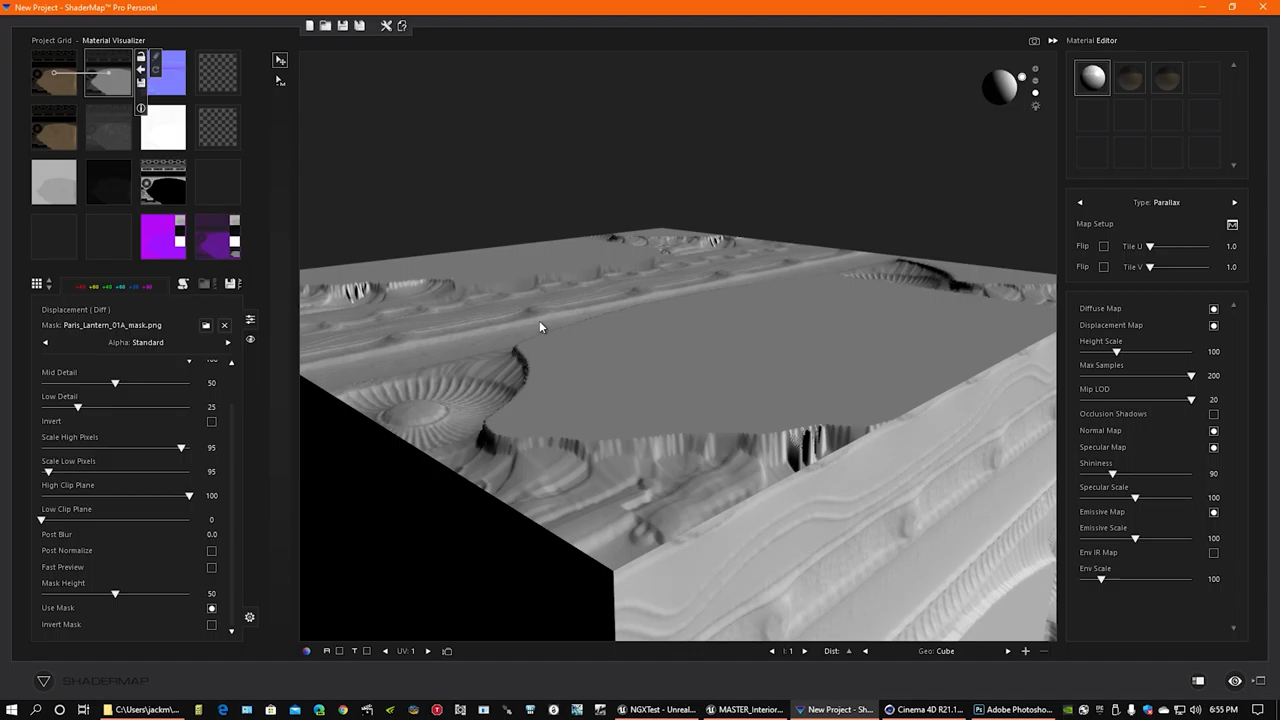 New Project - ShaderMap™ Pro Personal
Project Grid - Material Visualizer
Material Editor
Type: Parallax
Map Setup
Flip Tile U 1.0
Flip Tile V 1.0
Displacement ( Diff )
Mask: Paris_Lantern_01A_mask.png
Alpha: Standard
Mid Detail 50
Low Detail 25
Invert
Scale High Pixels 95
Scale Low Pixels 95
High Clip Plane 100
Low Clip Plane 0
Post Blur 0.0
Post Normalize
Fast Preview
Mask Height 50
Use Mask
Invert Mask
Diffuse Map
Displacement Map
Height Scale 100
Max Samples 200
Mip LOD 20
Occlusion Shadows
Normal Map
Specular Map
Shininess 90
Specular Scale 100
Emissive Map
Emissive Scale 100
Env IR Map
Env Scale 100
R T UV: 1 I: 1 Dist: Geo: Cube
SHADERMAP
C:\Users\jackm... NGXTest - Unreal... MASTER_Interior... New Project - Sh... Cinema 4D R21.1... Adobe Photosho... 6:55 PM